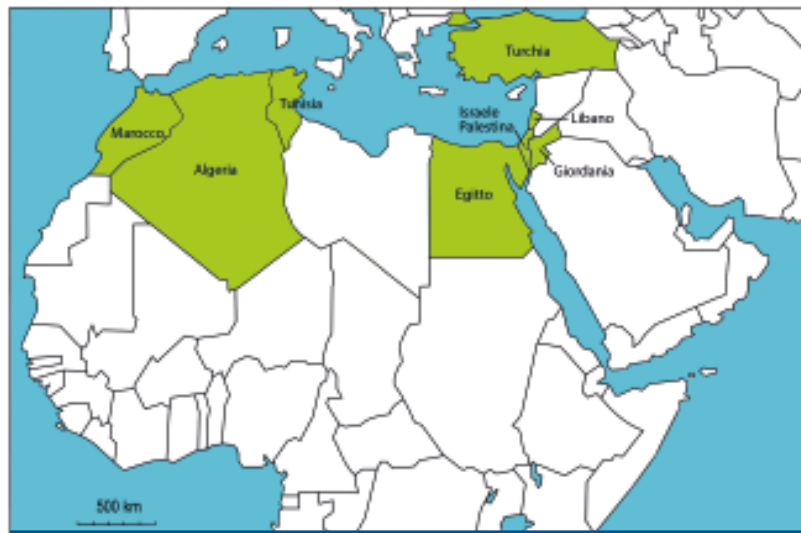 Turchia
Tunisia
Marocco
Algeria
Israele
Palestina
Libano
Giordania
Egitto
500 km